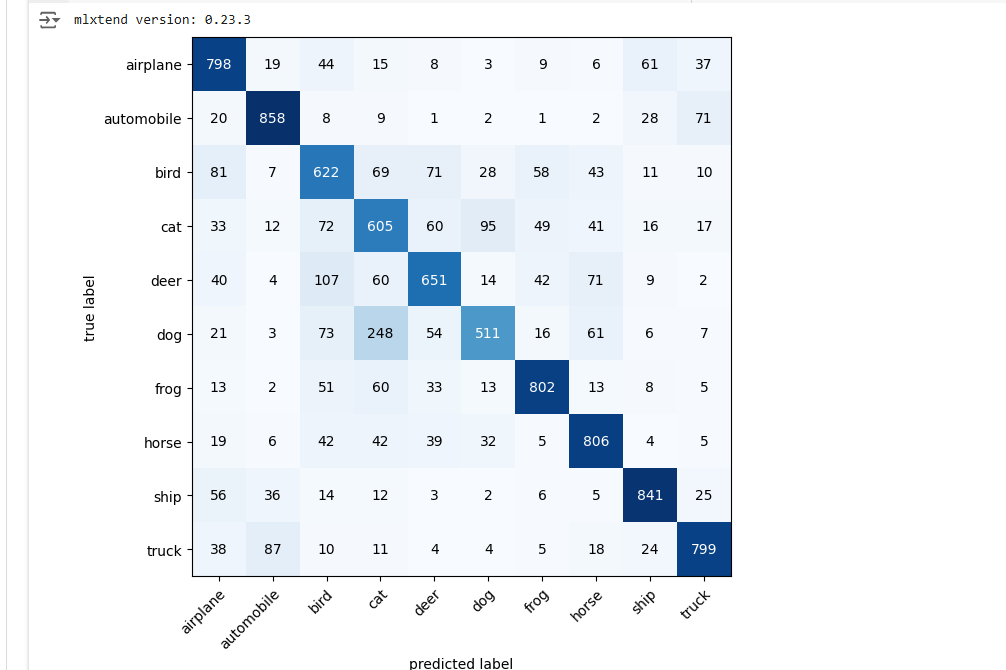 mlxtend version: 0.23.3
airplane 798 19 44 15 8 3 9 6 61 37
automobile 20 858 8 9 1 2 1 2 28 71
bird 81 7 622 69 71 28 58 43 11 10
cat 33 12 72 605 60 95 49 41 16 17
deer 40 4 107 60 651 14 42 71 9 2
dog 21 3 73 248 54 511 16 61 6 7
frog 13 2 51 60 33 13 802 13 8 5
horse 19 6 42 42 39 32 5 806 4 5
ship 56 36 14 12 3 2 6 5 841 25
truck 38 87 10 11 4 4 5 18 24 799
true label
airplane automobile bird cat deer dog frog horse ship truck
predicted label